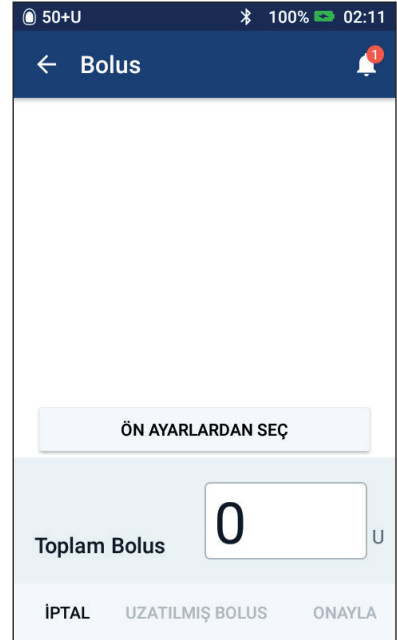 50+U 100% 02:11
← Bolus 1
ÖN AYARLARDAN SEÇ
Toplam Bolus 0 U
İPTAL UZATILMIŞ BOLUS ONAYLA